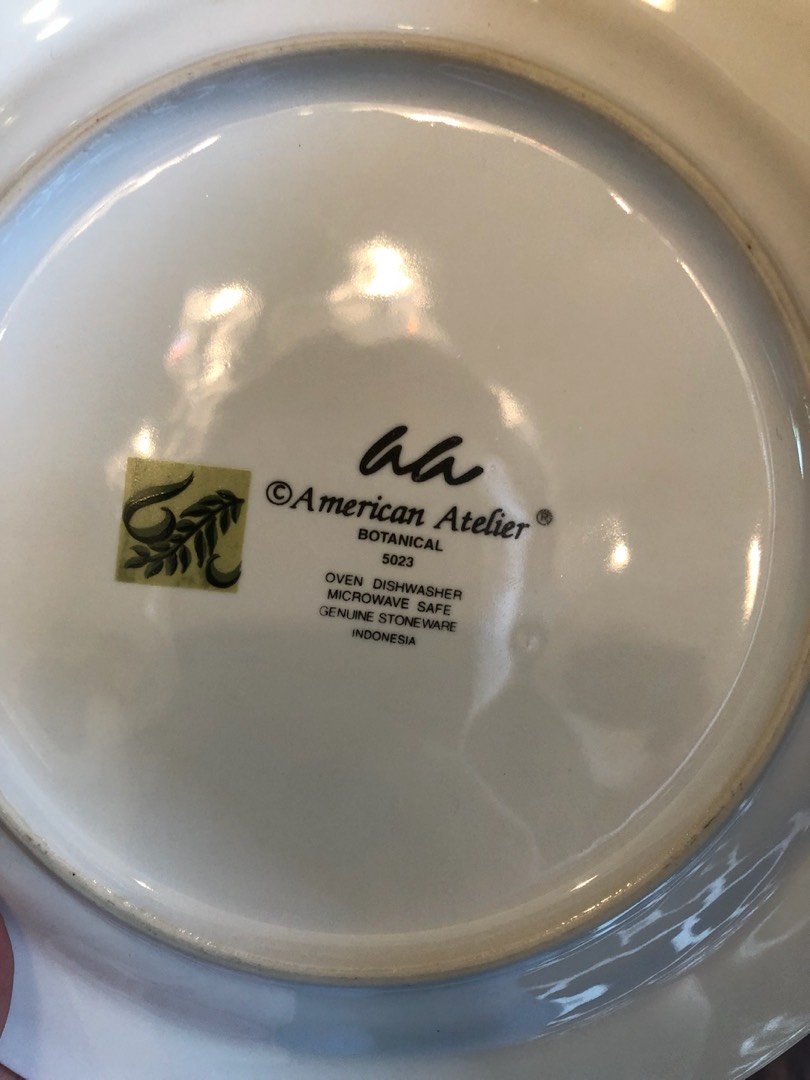 aa
©American Atelier®
BOTANICAL
5023
OVEN DISHWASHER
MICROWAVE SAFE
GENUINE STONEWARE
INDONESIA